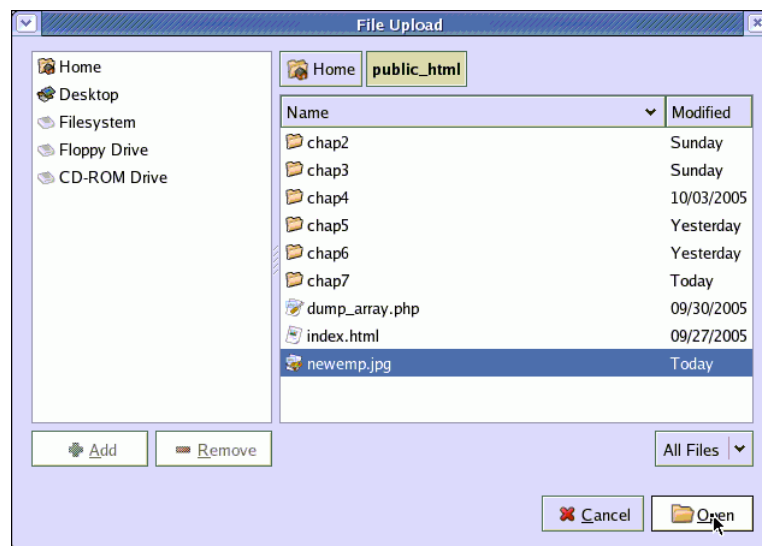 File Upload
Home
Desktop
Filesystem
Floppy Drive
CD-ROM Drive
Home public_html
Name Modified
chap2 Sunday
chap3 Sunday
chap4 10/03/2005
chap5 Yesterday
chap6 Yesterday
chap7 Today
dump_array.php 09/30/2005
index.html 09/27/2005
newemp.jpg Today
Add Remove All Files
Cancel Open